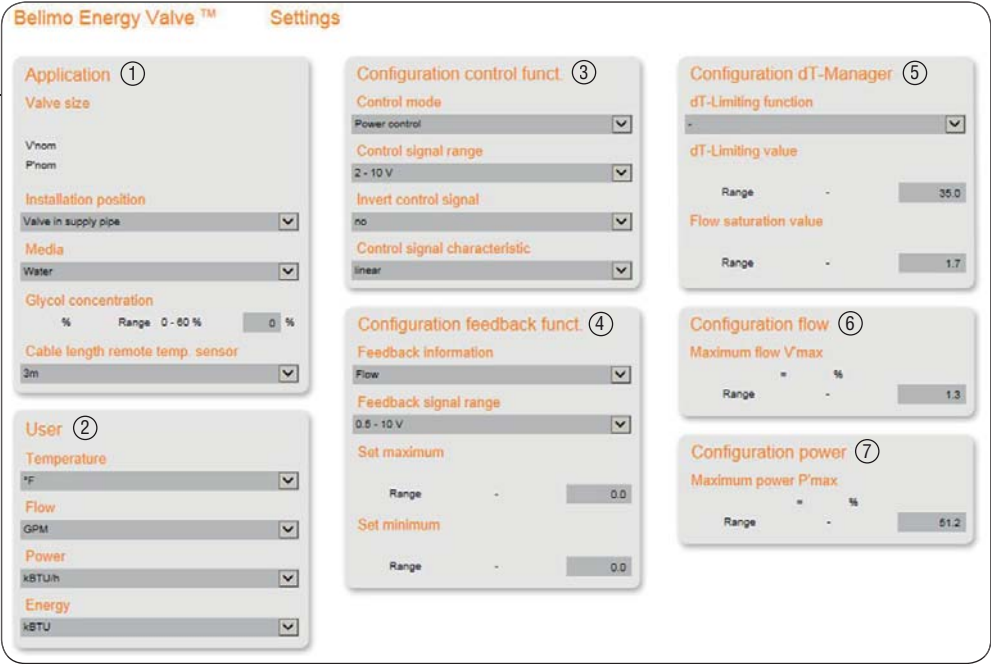 Belimo Energy Valve ™ Settings
Application ①
Valve size
V'nom
P'nom
Installation position
Valve in supply pipe
Media
Water
Glycol concentration
% Range 0 - 60 % 0 %
Cable length remote temp. sensor
3m
User ②
Temperature
°F
Flow
GPM
Power
kBTU/h
Energy
kBTU
Configuration control funct. ③
Control mode
Power control
Control signal range
2 - 10 V
Invert control signal
no
Control signal characteristic
linear
Configuration feedback funct. ④
Feedback information
Flow
Feedback signal range
0.5 - 10 V
Set maximum
Range - 0.0
Set minimum
Range - 0.0
Configuration dT-Manager ⑤
dT-Limiting function
-
dT-Limiting value
Range - 35.0
Flow saturation value
Range - 1.7
Configuration flow ⑥
Maximum flow V'max
= %
Range - 1.3
Configuration power ⑦
Maximum power P'max
= %
Range - 51.2